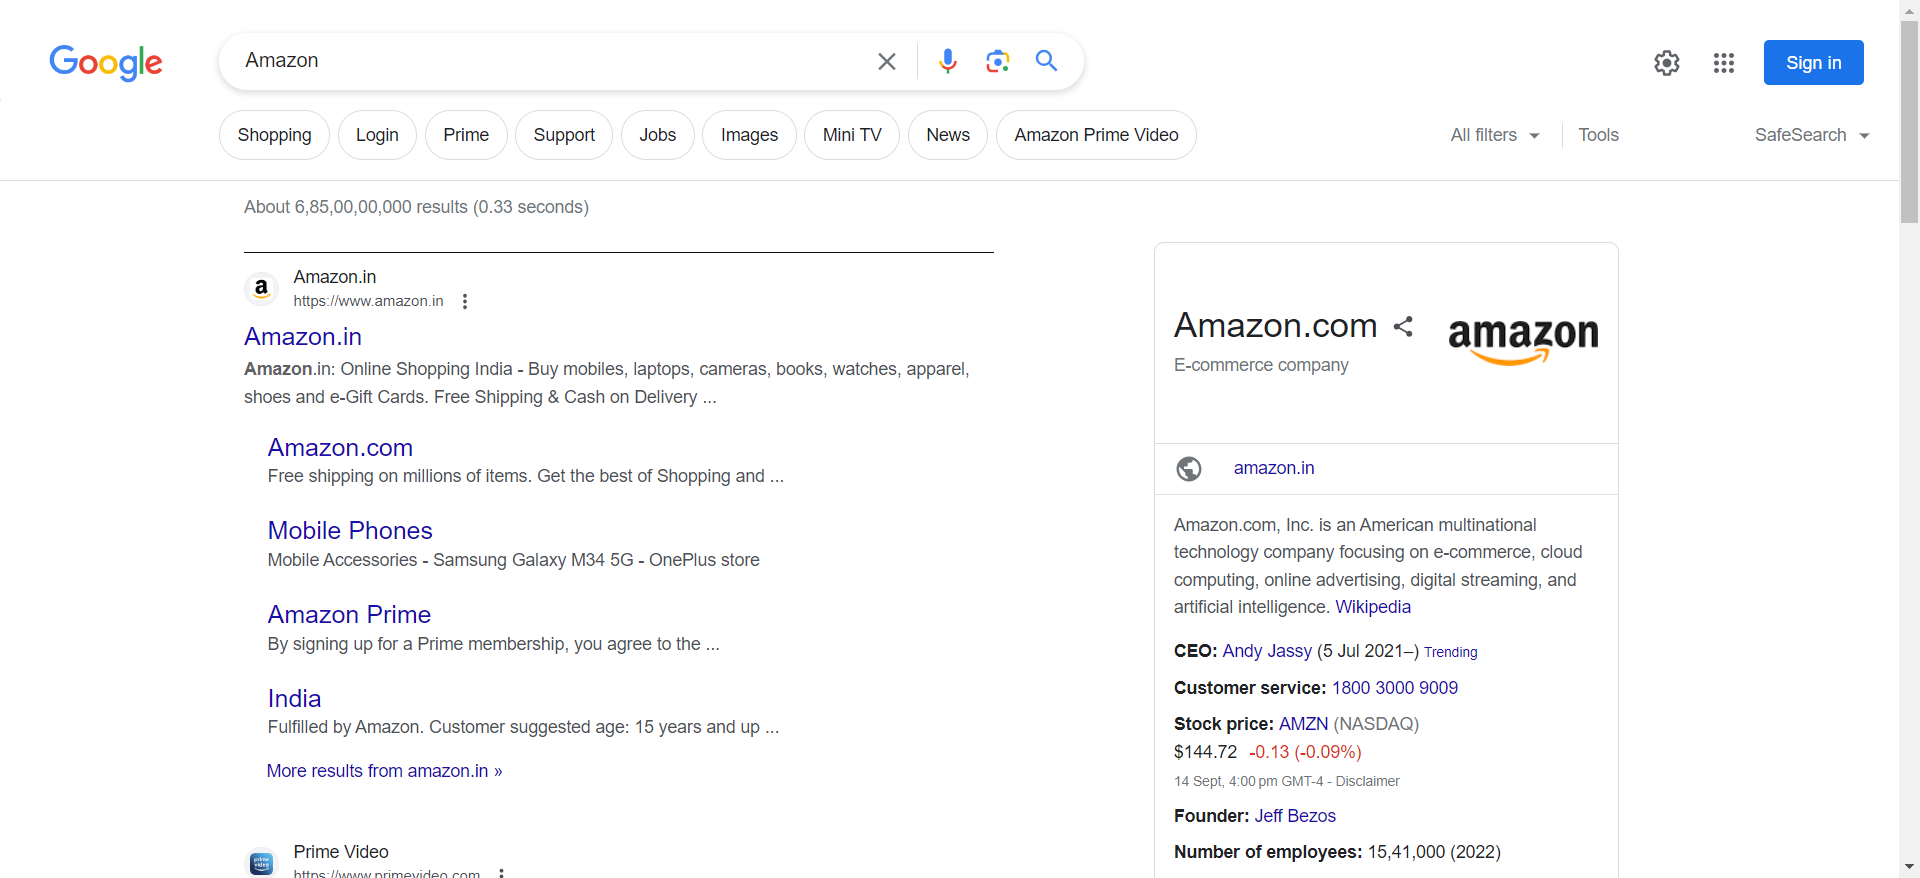 Google
Amazon
Sign in
Shopping
Login
Prime
Support
Jobs
Images
Mini TV
News
Amazon Prime Video
All filters
Tools
SafeSearch
About 6,85,00,00,000 results (0.33 seconds)
a
Amazon.in
https://www.amazon.in
Amazon.in
Amazon.in: Online Shopping India - Buy mobiles, laptops, cameras, books, watches, apparel,
shoes and e-Gift Cards. Free Shipping & Cash on Delivery ...
Amazon.com
Free shipping on millions of items. Get the best of Shopping and ...
Mobile Phones
Mobile Accessories - Samsung Galaxy M34 5G - OnePlus store
Amazon Prime
By signing up for a Prime membership, you agree to the ...
India
Fulfilled by Amazon. Customer suggested age: 15 years and up ...
More results from amazon.in »
prime
video
Prime Video
https://www.primevideo.com
Amazon.com
amazon
E-commerce company
amazon.in
Amazon.com, Inc. is an American multinational
technology company focusing on e-commerce, cloud
computing, online advertising, digital streaming, and
artificial intelligence. Wikipedia
CEO: Andy Jassy (5 Jul 2021–) Trending
Customer service: 1800 3000 9009
Stock price: AMZN (NASDAQ)
$144.72 -0.13 (-0.09%)
14 Sept, 4:00 pm GMT-4 - Disclaimer
Founder: Jeff Bezos
Number of employees: 15,41,000 (2022)